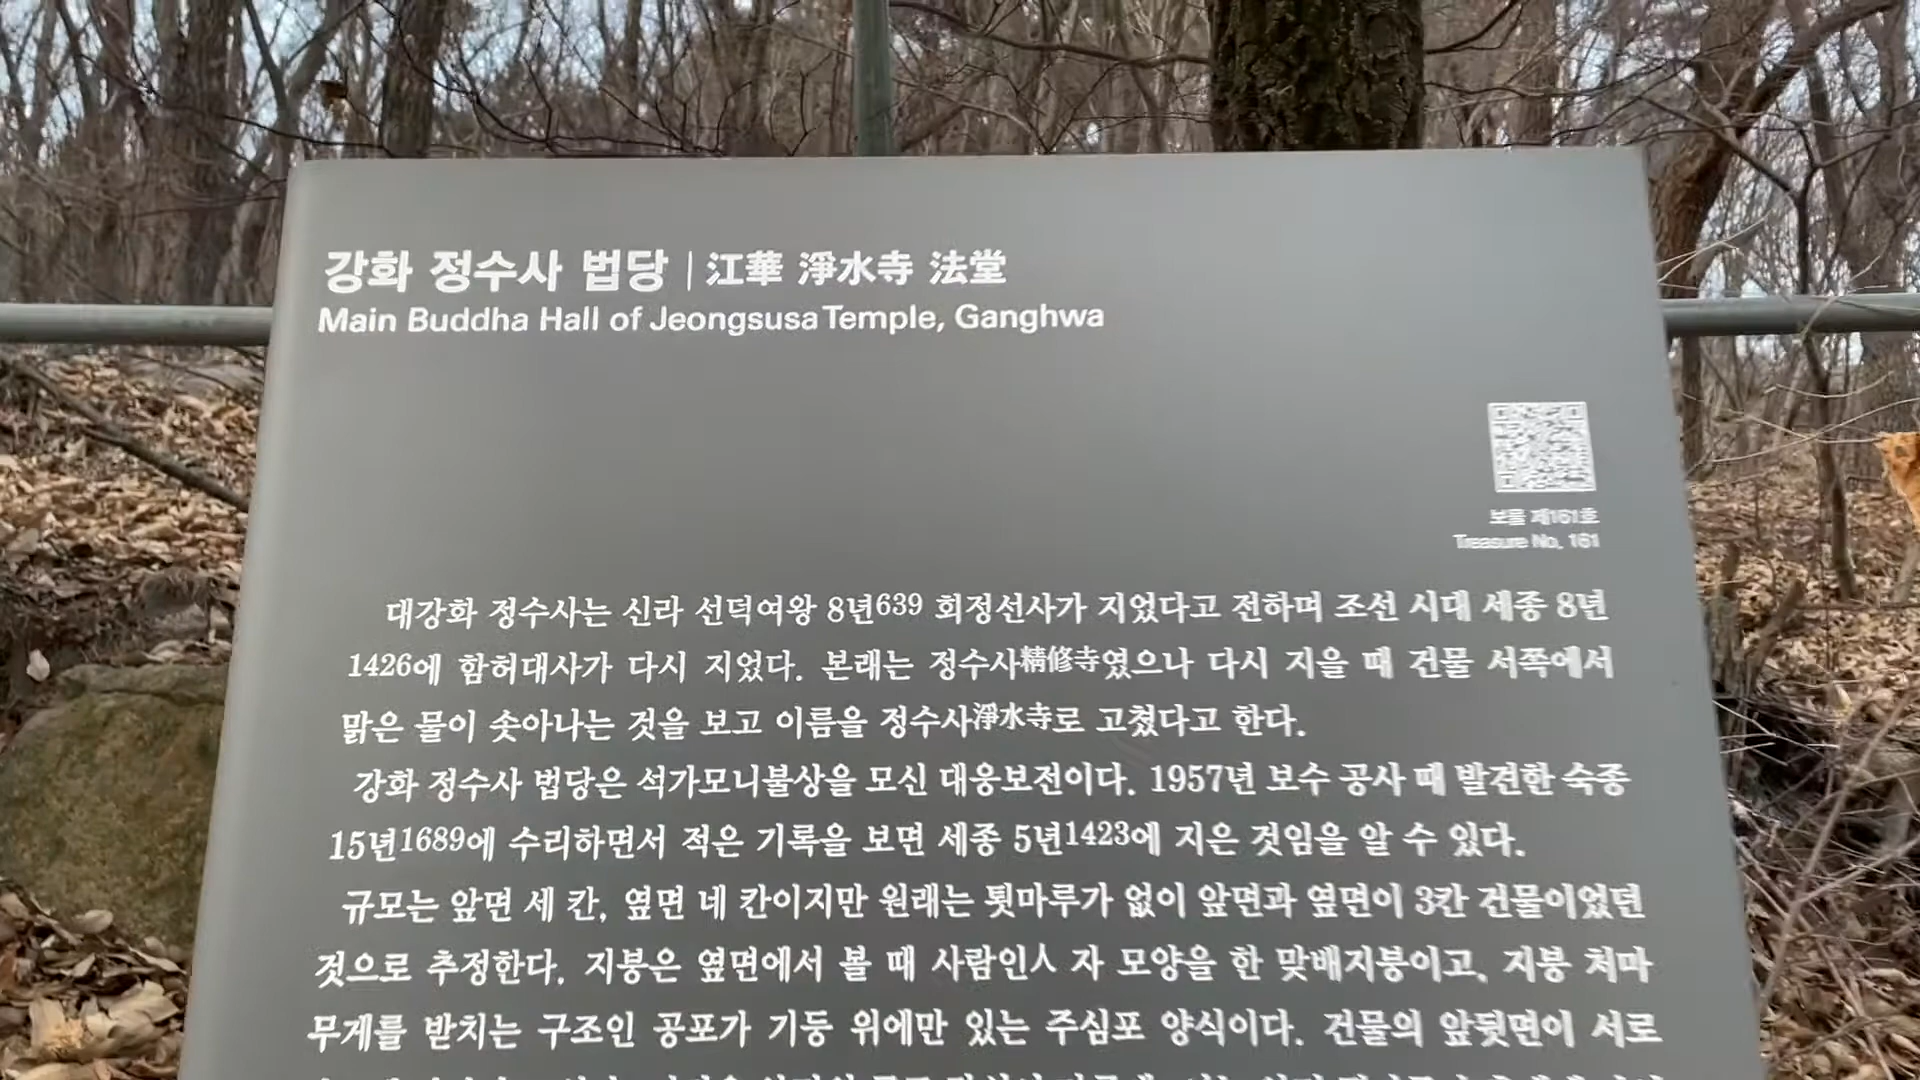 강화 정수사 법당 | 江華 淨水寺 法堂
Main Buddha Hall of Jeongsusa Temple, Ganghwa
보물 제161호
Treasure No. 161
대강화 정수사는 신라 선덕여왕 8년639 회정선사가 지었다고 전하며 조선 시대 세종 8년
1426에 함허대사가 다시 지었다. 본래는 정수사精修寺였으나 다시 지을 때 건물 서쪽에서
맑은 물이 솟아나는 것을 보고 이름을 정수사淨水寺로 고쳤다고 한다.
강화 정수사 법당은 석가모니불상을 모신 대웅보전이다. 1957년 보수 공사 때 발견한 숙종
15년1689에 수리하면서 적은 기록을 보면 세종 5년1423에 지은 것임을 알 수 있다.
규모는 앞면 세 칸, 옆면 네 칸이지만 원래는 툇마루가 없이 앞면과 옆면이 3칸 건물이었던
것으로 추정한다. 지붕은 옆면에서 볼 때 사람인人 자 모양을 한 맞배지붕이고, 지붕 처마
무게를 받치는 구조인 공포가 기둥 위에만 있는 주심포 양식이다. 건물의 앞뒷면이 서로